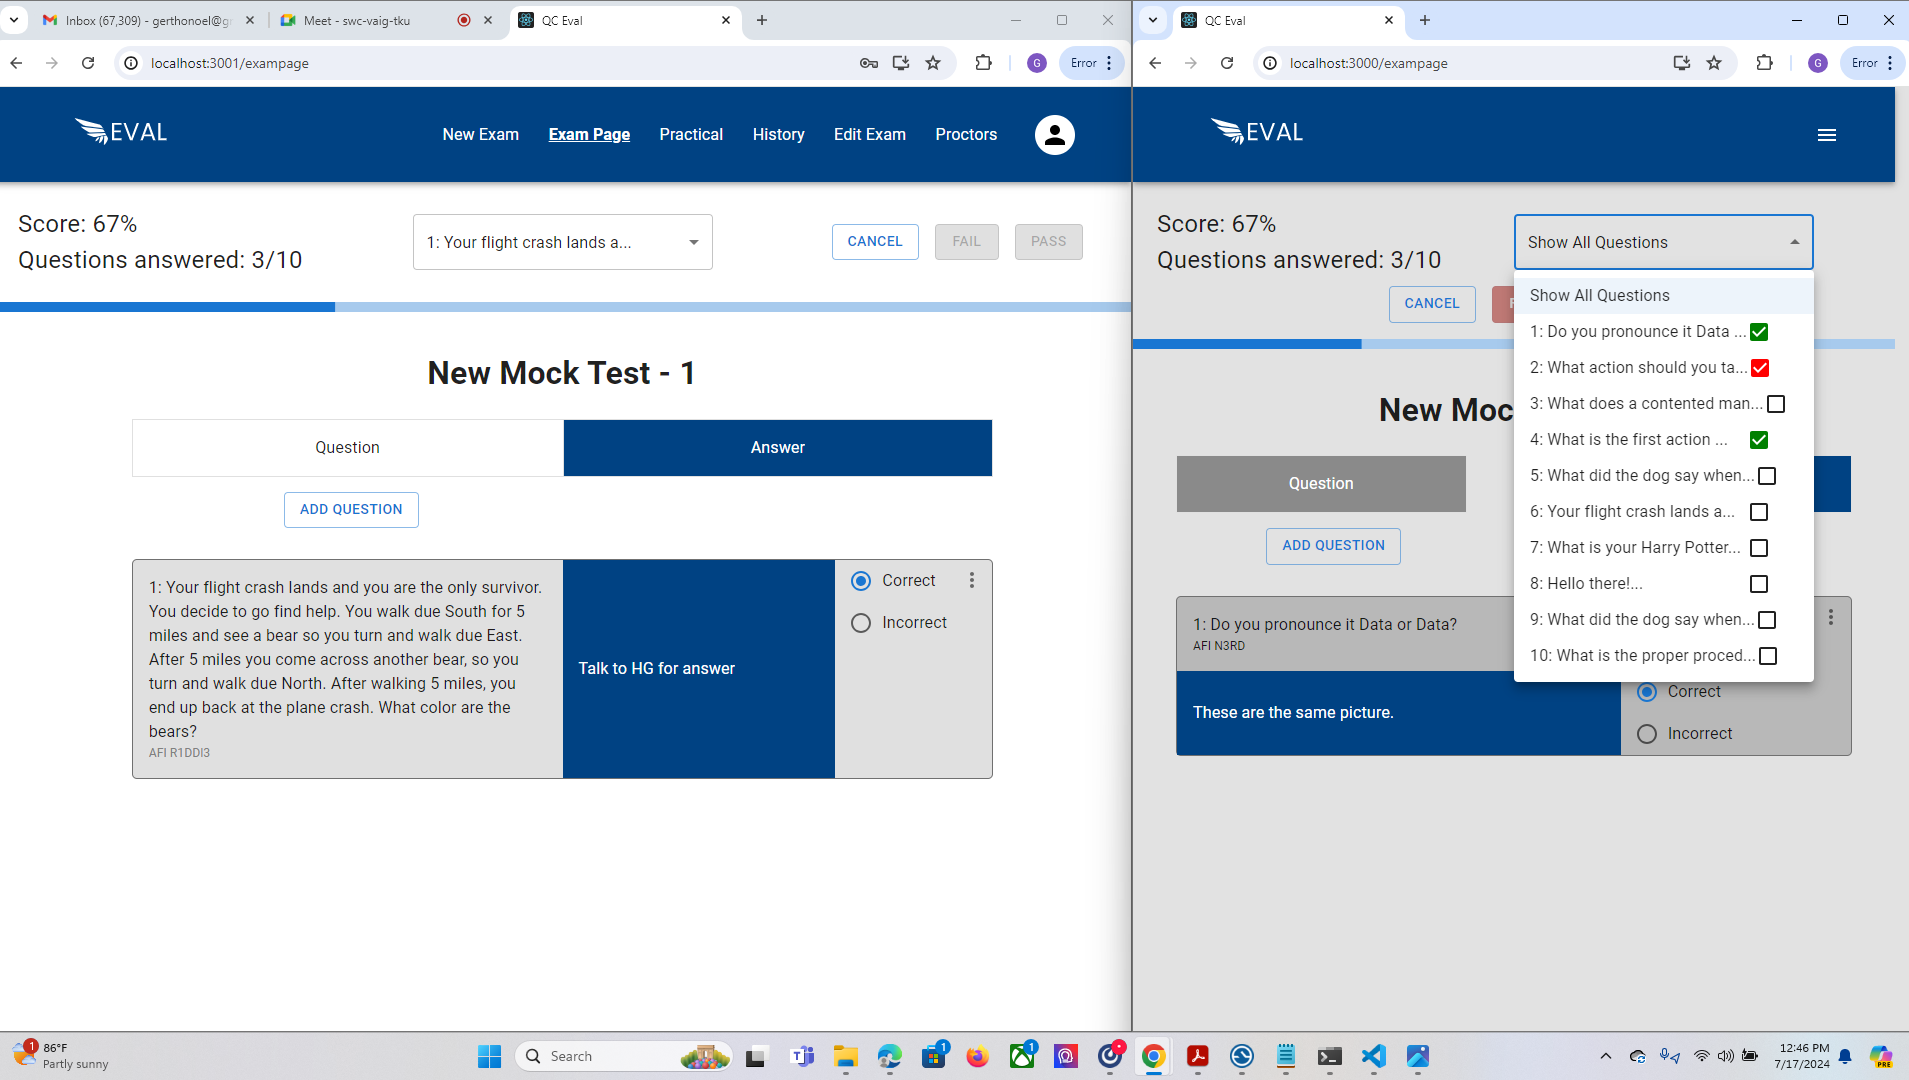 Inbox (67,309) - gerthonoel@g
Meet - swc-vaig-tku
QC Eval
localhost:3001/exampage
G
Error
EVAL
New Exam
Exam Page
Practical
History
Edit Exam
Proctors
Score: 67%
Questions answered: 3/10
1: Your flight crash lands a...
CANCEL
FAIL
PASS
New Mock Test - 1
Question
Answer
ADD QUESTION
1: Your flight crash lands and you are the only survivor.
You decide to go find help. You walk due South for 5
miles and see a bear so you turn and walk due East.
After 5 miles you come across another bear, so you
turn and walk due North. After walking 5 miles, you
end up back at the plane crash. What color are the
bears?
AFI R1DDI3
Talk to HG for answer
Correct
Incorrect
QC Eval
localhost:3000/exampage
G
Error
EVAL
Score: 67%
Questions answered: 3/10
Show All Questions
CANCEL
Show All Questions
1: Do you pronounce it Data ...
2: What action should you ta...
3: What does a contented man...
4: What is the first action ...
5: What did the dog say when...
6: Your flight crash lands a...
7: What is your Harry Potter...
8: Hello there!...
9: What did the dog say when...
10: What is the proper proced...
New Moc
Question
ADD QUESTION
1: Do you pronounce it Data or Data?
AFI N3RD
These are the same picture.
Correct
Incorrect
1
86°F
Partly sunny
Search
1
1
PRE
12:46 PM
7/17/2024